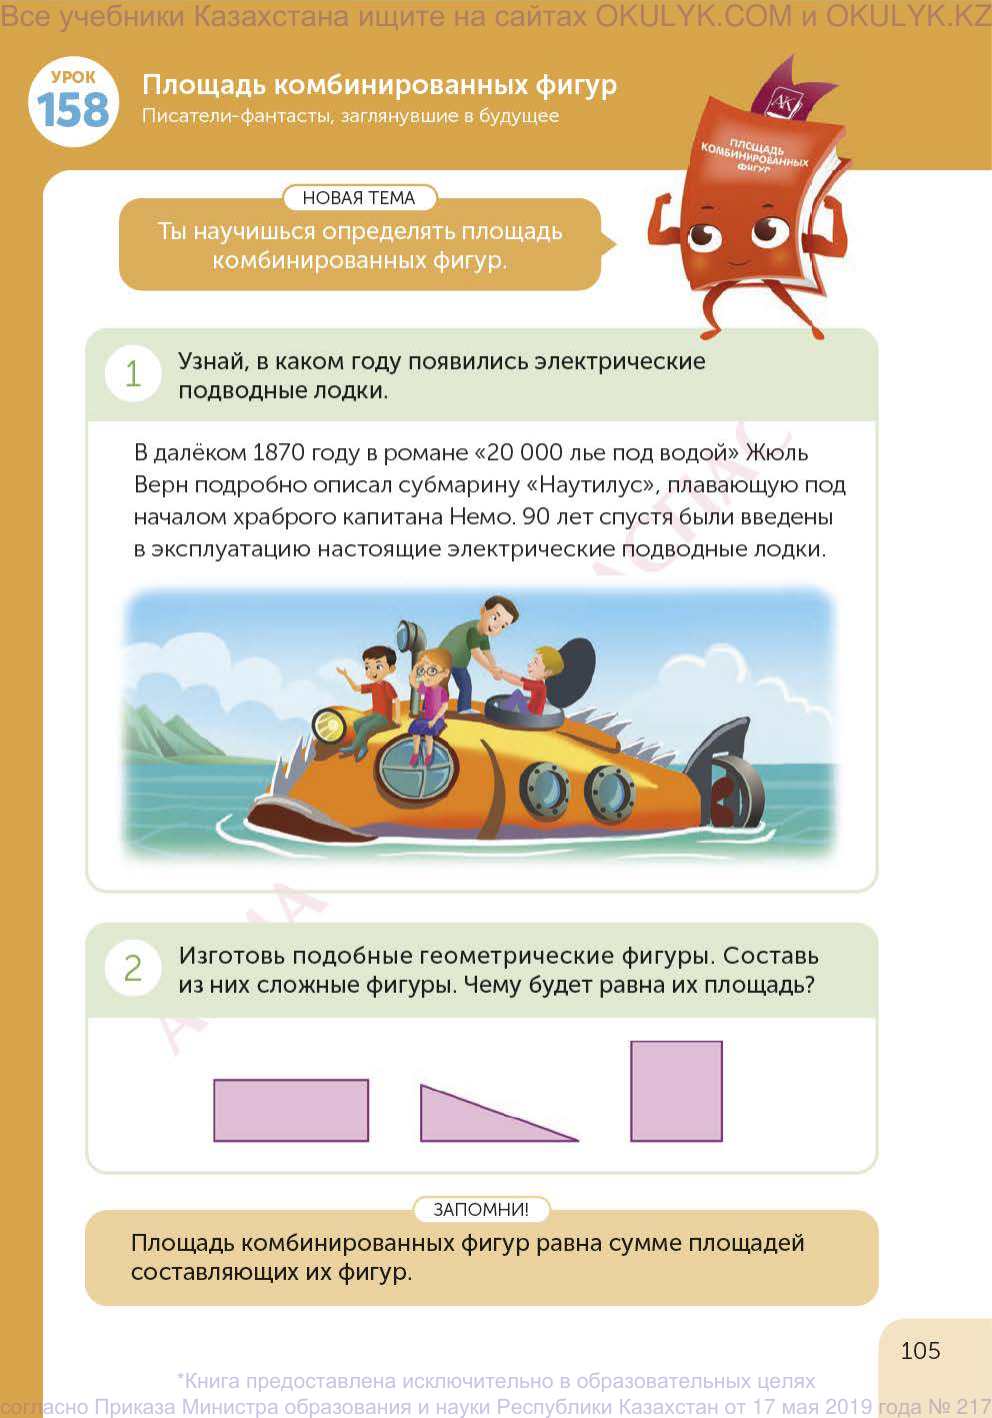 Все учебники Казахстана ищите на сайтах OKULYK.COM и OKULYK.KZ
УРОК
158
Площадь комбинированных фигур
Писатели-фантасты, заглянувшие в будущее
АК
ПЛОЩАДЬ
КОМБИНИРОВАННЫХ
ФИГУР
НОВАЯ ТЕМА
Ты научишься определять площадь
комбинированных фигур.
1
Узнай, в каком году появились электрические
подводные лодки.
В далёком 1870 году в романе «20 000 лье под водой» Жюль
Верн подробно описал субмарину «Наутилус», плавающую под
началом храброго капитана Немо. 90 лет спустя были введены
в эксплуатацию настоящие электрические подводные лодки.
2
Изготовь подобные геометрические фигуры. Составь
из них сложные фигуры. Чему будет равна их площадь?
ЗАПОМНИ!
Площадь комбинированных фигур равна сумме площадей
составляющих их фигур.
105
*Книга предоставлена исключительно в образовательных целях
согласно Приказа Министра образования и науки Республики Казахстан от 17 мая 2019 года № 217